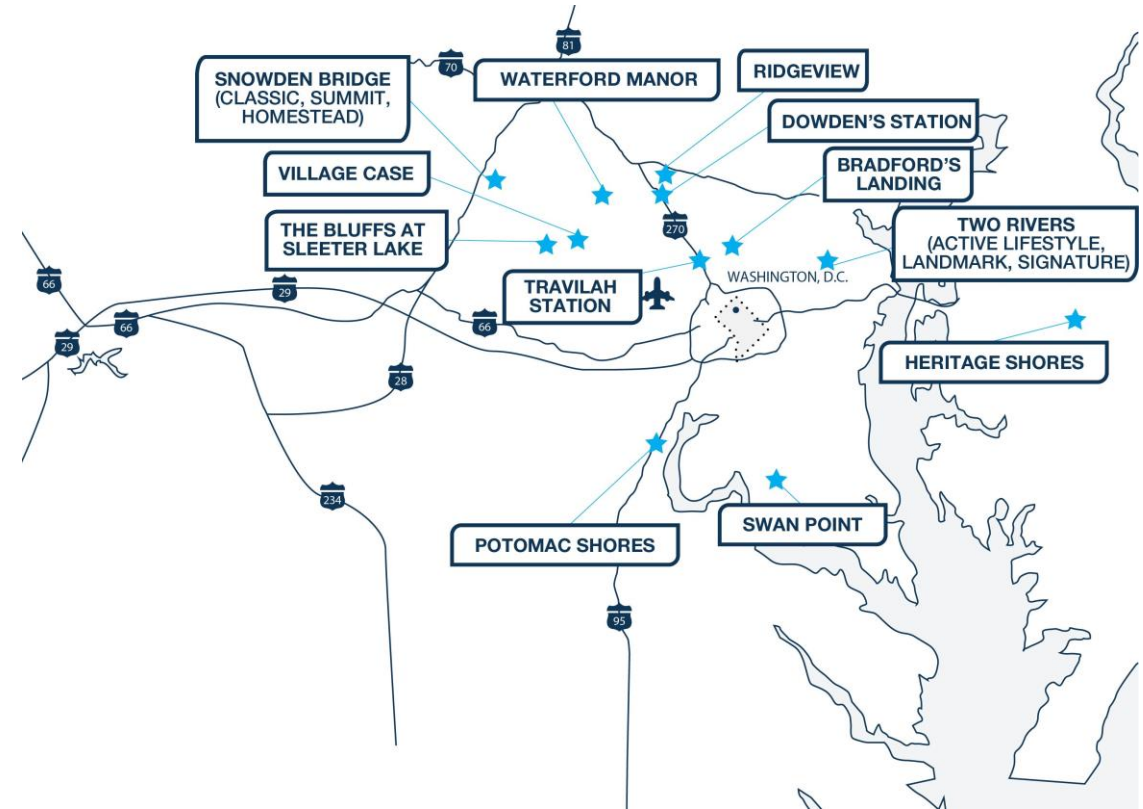 81
70
SNOWDEN BRIDGE
(CLASSIC, SUMMIT,
HOMESTEAD)
WATERFORD MANOR
RIDGEVIEW
DOWDEN'S STATION
VILLAGE CASE
BRADFORD'S
LANDING
THE BLUFFS AT
SLEETER LAKE
270
TWO RIVERS
(ACTIVE LIFESTYLE,
LANDMARK, SIGNATURE)
TRAVILAH
STATION
WASHINGTON, D.C.
66
29
66
66
29
28
HERITAGE SHORES
234
SWAN POINT
POTOMAC SHORES
95